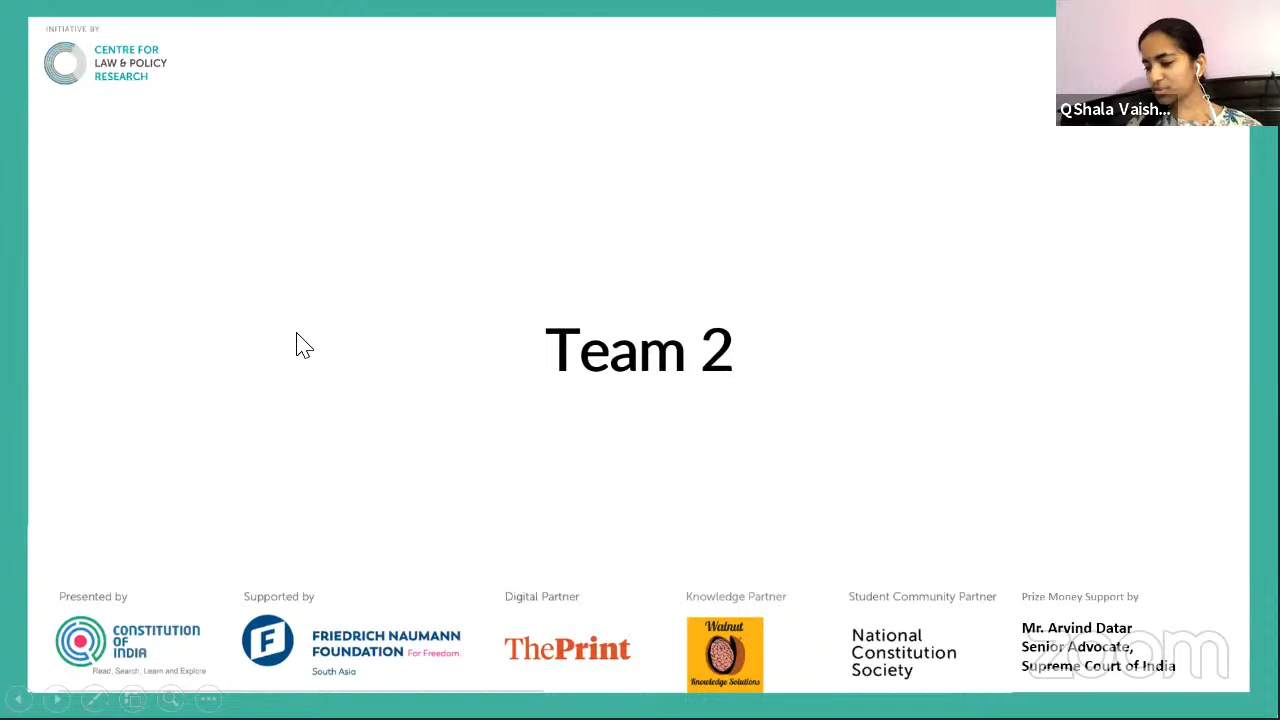 INITIATIVE BY
CENTRE FOR
LAW & POLICY
RESEARCH
QShala Vaish...
Team 2
Presented by
Supported by
Digital Partner
Knowledge Partner
Student Community Partner
Prize Money Support by
CONSTITUTION
OF
INDIA
Read, Search, Learn and Explore
FRIEDRICH NAUMANN
FOUNDATION For Freedom.
South Asia
ThePrint
Walnut
Knowledge Solutions
National
Constitution
Society
Mr. Arvind Datar
Senior Advocate,
Supreme Court of India
zoom